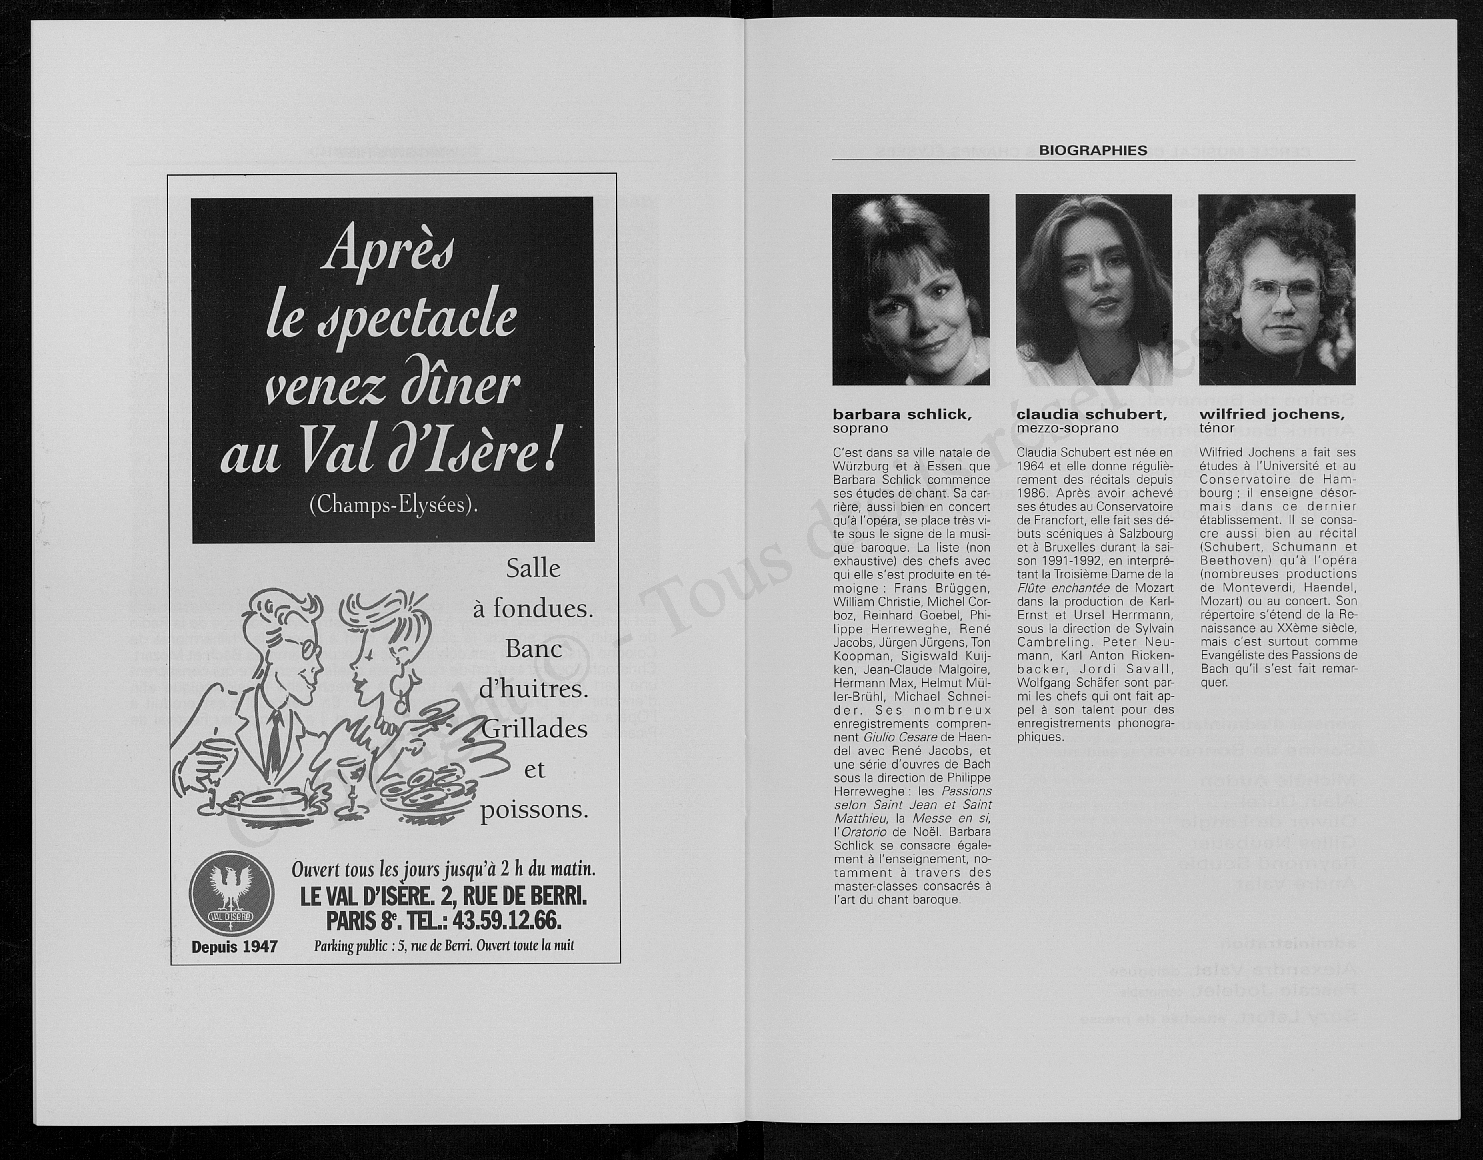 Après
le spectacle
venez dîner
au Val d'Isère!
(Champs-Elysées).
Salle
à fondues.
Banc
d'huitres.
Grillades
et
poissons.
VAL D'ISÈRE
Depuis 1947
Ouvert tous les jours jusqu'à 2 h du matin.
LE VAL D'ISÈRE. 2, RUE DE BERRI.
PARIS 8e. TEL.: 43.59.12.66.
Parking public : 5, rue de Berri. Ouvert toute la nuit
BIOGRAPHIES
barbara schlick,
soprano
C'est dans sa ville natale de
Würzburg et à Essen que
Barbara Schlick commence
ses études de chant. Sa car-
rière, aussi bien en concert
qu'à l'opéra, se place très vi-
te sous le signe de la musi-
que baroque. La liste (non
exhaustive) des chefs avec
qui elle s'est produite en té-
moigne : Frans Brüggen,
William Christie, Michel Cor-
boz, Reinhard Goebel, Phi-
lippe Herreweghe, René
Jacobs, Jürgen Jürgens, Ton
Koopman, Sigiswald Kuij-
ken, Jean-Claude Malgoire,
Hermann Max, Helmut Mül-
ler-Brühl, Michael Schnei-
der. Ses nombreux
enregistrements compren-
nent Giulio Cesare de Haen-
del avec René Jacobs, et
une série d'ouvres de Bach
sous la direction de Philippe
Herreweghe : les Passions
selon Saint Jean et Saint
Matthieu, la Messe en si,
l'Oratorio de Noël. Barbara
Schlick se consacre égale-
ment à l'enseignement, no-
tamment à travers des
master-classes consacrés à
l'art du chant baroque.
claudia schubert,
mezzo-soprano
Claudia Schubert est née en
1964 et elle donne réguliè-
rement des récitals depuis
1986. Après avoir achevé
ses études au Conservatoire
de Francfort, elle fait ses dé-
buts scéniques à Salzbourg
et à Bruxelles durant la sai-
son 1991-1992, en interpré-
tant la Troisième Dame de la
Flûte enchantée de Mozart
dans la production de Karl-
Ernst et Ursel Herrmann,
sous la direction de Sylvain
Cambreling. Peter Neu-
mann, Karl Anton Ricken-
backer, Jordi Savall,
Wolfgang Schäfer sont par-
mi les chefs qui ont fait ap-
pel à son talent pour des
enregistrements phonogra-
phiques.
wilfried jochens,
ténor
Wilfried Jochens a fait ses
études à l'Université et au
Conservatoire de Ham-
bourg ; il enseigne désor-
mais dans ce dernier
établissement. Il se consa-
cre aussi bien au récital
(Schubert, Schumann et
Beethoven) qu'à l'opéra
(nombreuses productions
de Monteverdi, Haendel,
Mozart) ou au concert. Son
répertoire s'étend de la Re-
naissance au XXème siècle,
mais c'est surtout comme
Evangéliste des Passions de
Bach qu'il s'est fait remar-
quer.
© Copyright © - Tous droits réservés.